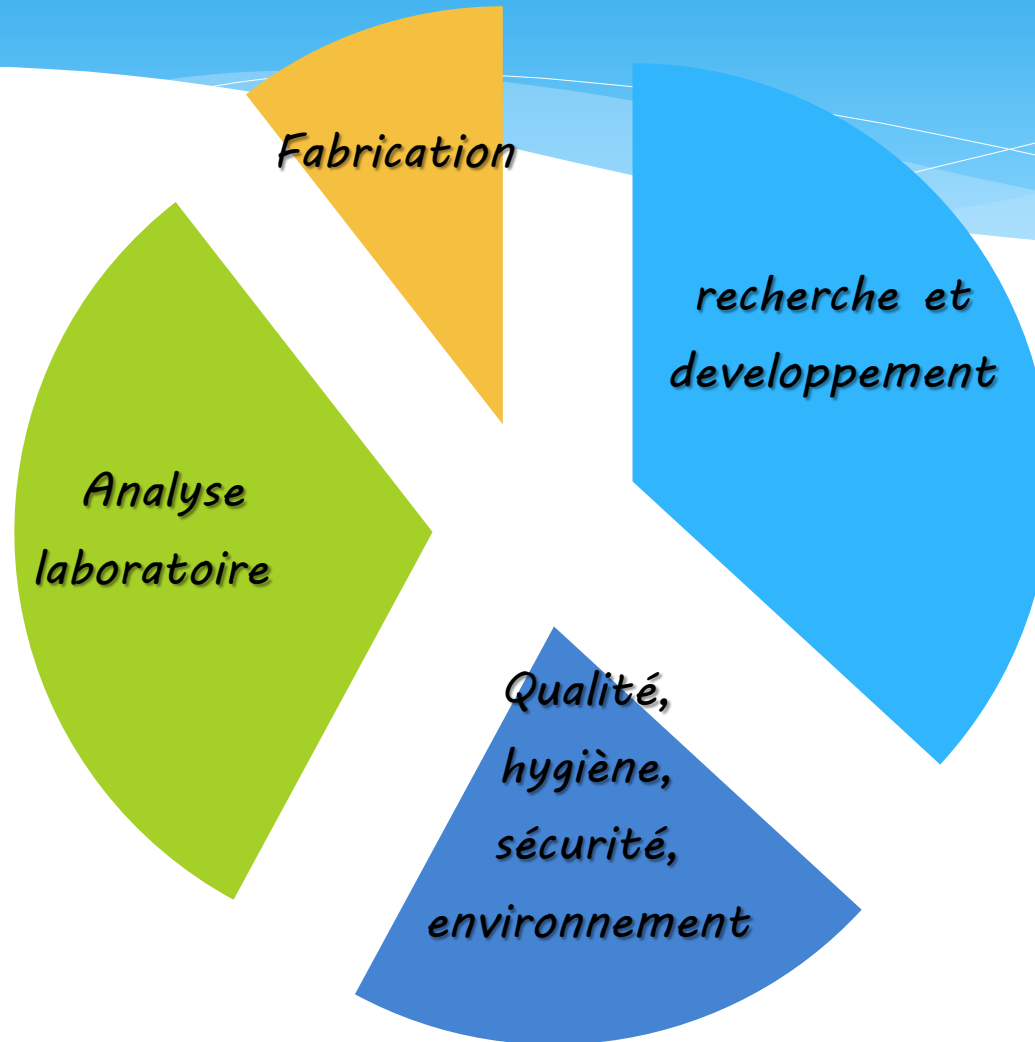 Fabrication
recherche et
developpement
Analyse
laboratoire
Qualité,
hygiène,
sécurité,
environnement